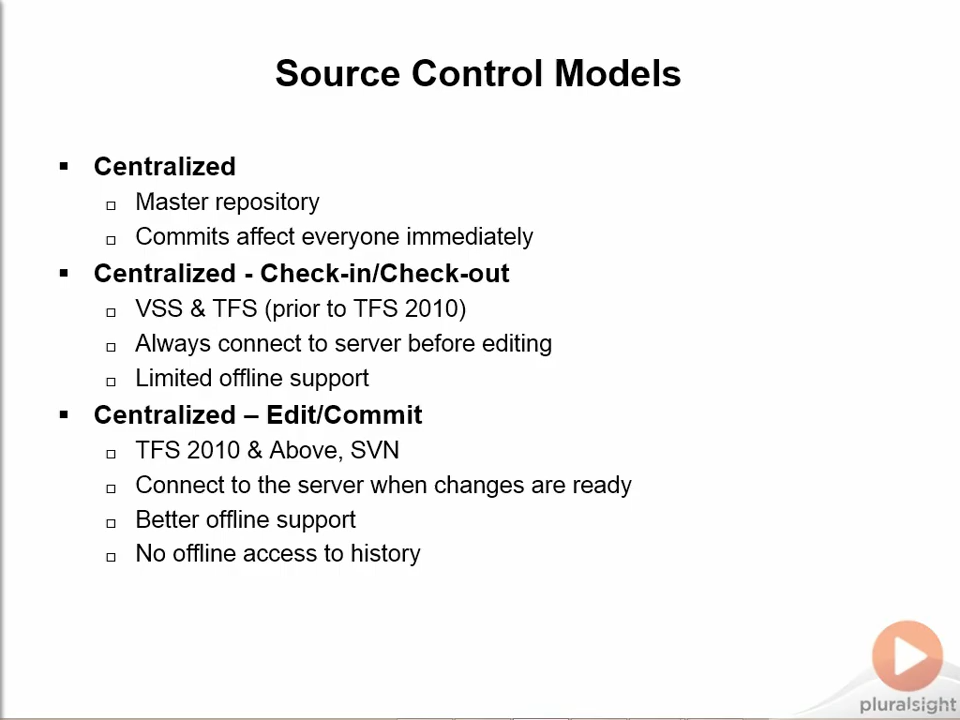 Source Control Models
▪ Centralized
▫ Master repository
▫ Commits affect everyone immediately
▪ Centralized - Check-in/Check-out
▫ VSS & TFS (prior to TFS 2010)
▫ Always connect to server before editing
▫ Limited offline support
▪ Centralized – Edit/Commit
▫ TFS 2010 & Above, SVN
▫ Connect to the server when changes are ready
▫ Better offline support
▫ No offline access to history
pluralsight